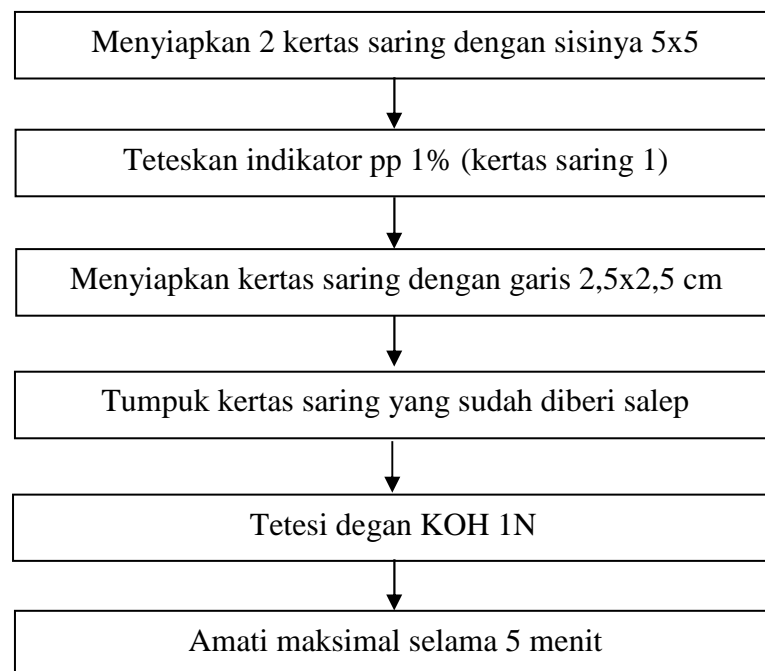 Menyiapkan 2 kertas saring dengan sisinya 5x5
Teteskan indikator pp 1% (kertas saring 1)
Menyiapkan kertas saring dengan garis 2,5x2,5 cm
Tumpuk kertas saring yang sudah diberi salep
Tetesi degan KOH 1N
Amati maksimal selama 5 menit